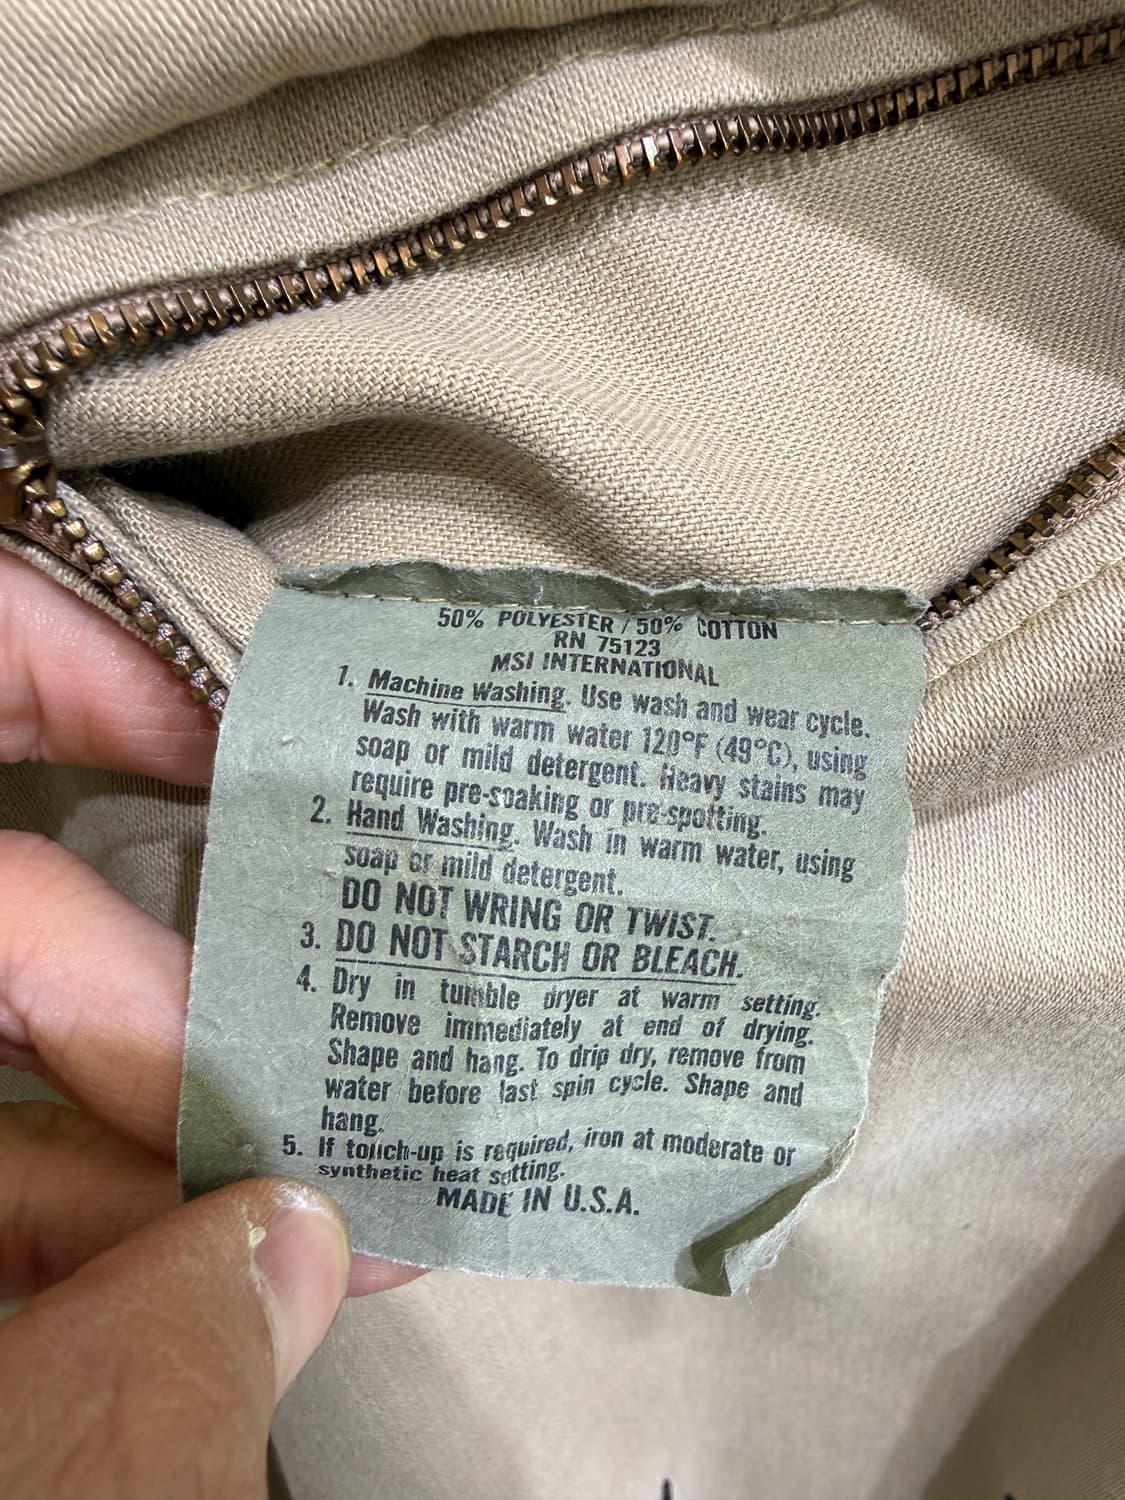 50% POLYESTER / 50% COTTON
RN 75123
MSI INTERNATIONAL
1. Machine Washing. Use wash and wear cycle.
Wash with warm water 120°F (49°C), using
soap or mild detergent. Heavy stains may
require pre-soaking or pre-spotting.
2. Hand Washing. Wash in warm water, using
soap or mild detergent.
DO NOT WRING OR TWIST.
3. DO NOT STARCH OR BLEACH.
4. Dry in tumble dryer at warm setting.
Remove immediately at end of drying.
Shape and hang. To drip dry, remove from
water before last spin cycle. Shape and
hang.
5. If touch-up is required, iron at moderate or
synthetic heat setting.
MADE IN U.S.A.